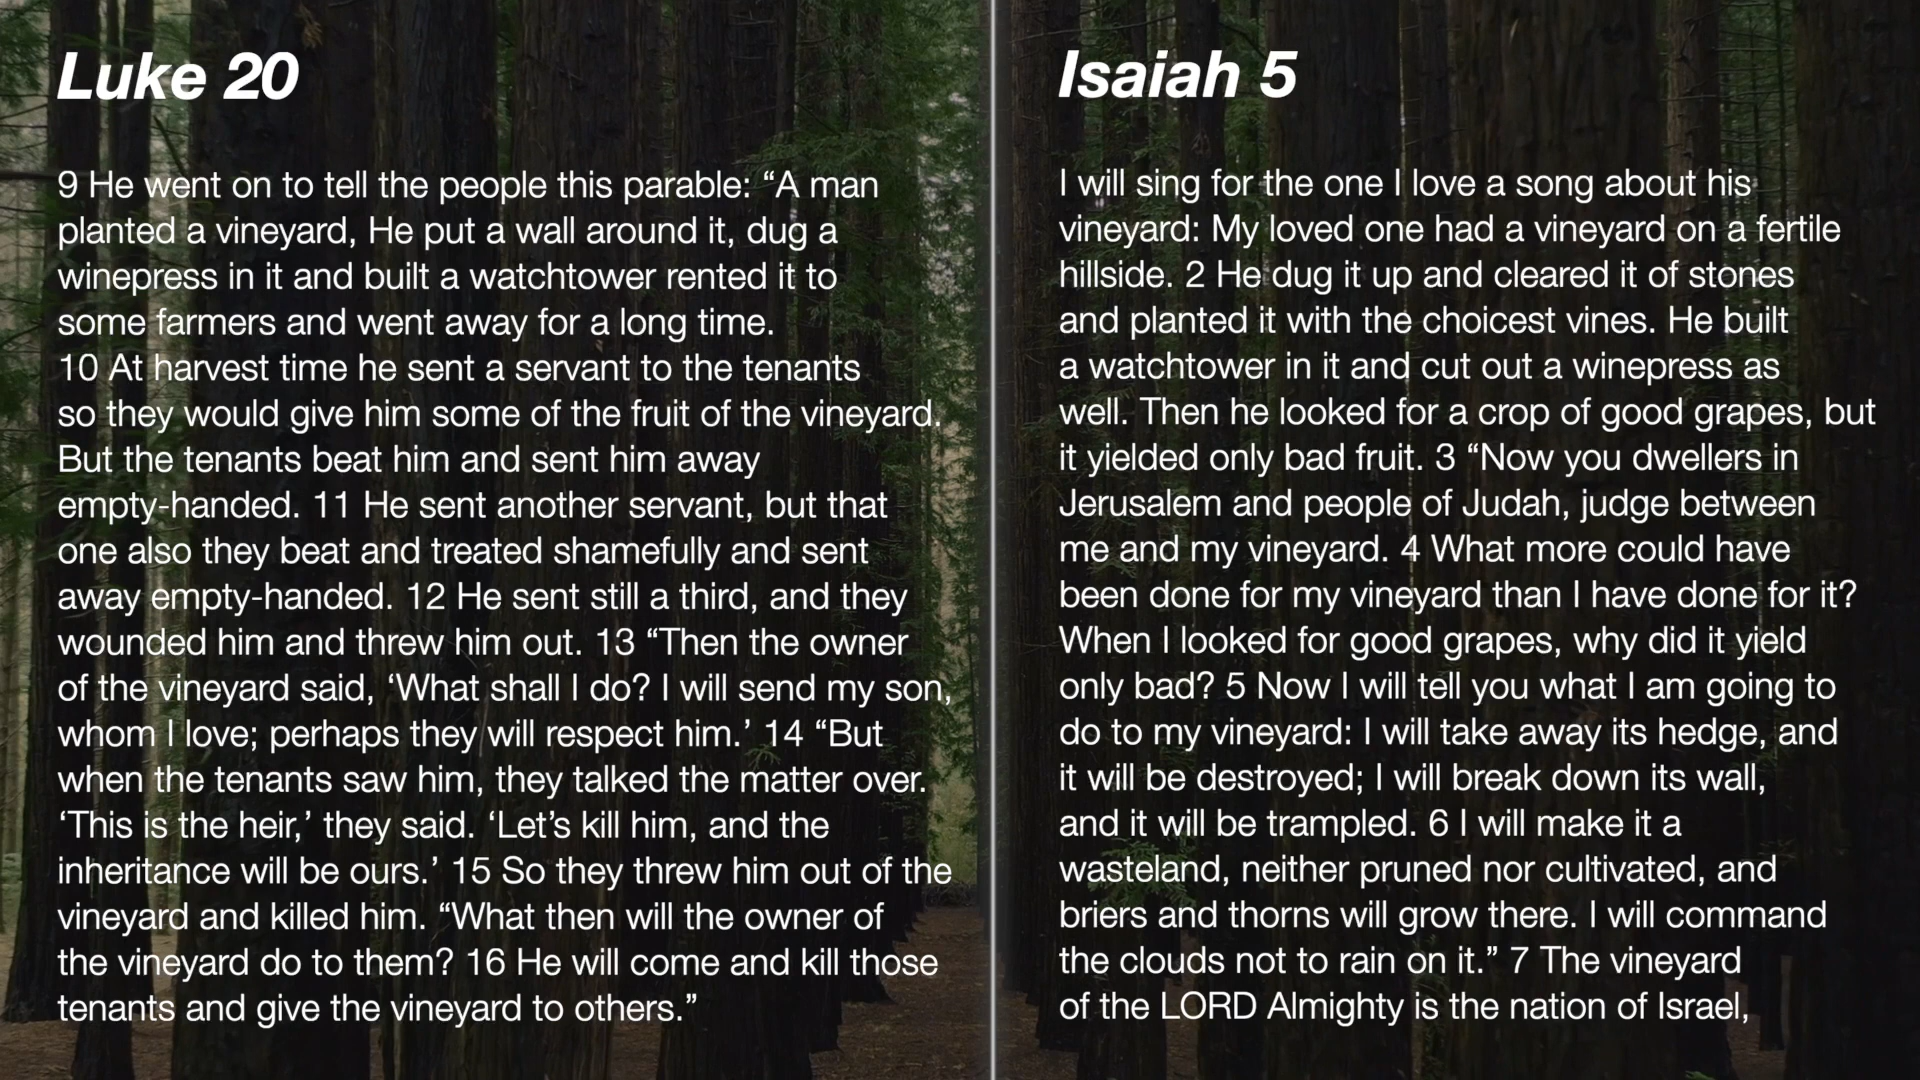 Luke 20
9 He went on to tell the people this parable: “A man
planted a vineyard, He put a wall around it, dug a
winepress in it and built a watchtower rented it to
some farmers and went away for a long time.
10 At harvest time he sent a servant to the tenants
so they would give him some of the fruit of the vineyard.
But the tenants beat him and sent him away
empty-handed. 11 He sent another servant, but that
one also they beat and treated shamefully and sent
away empty-handed. 12 He sent still a third, and they
wounded him and threw him out. 13 “Then the owner
of the vineyard said, ‘What shall I do? I will send my son,
whom I love; perhaps they will respect him.’ 14 “But
when the tenants saw him, they talked the matter over.
‘This is the heir,’ they said. ‘Let’s kill him, and the
inheritance will be ours.’ 15 So they threw him out of the
vineyard and killed him. “What then will the owner of
the vineyard do to them? 16 He will come and kill those
tenants and give the vineyard to others.”
Isaiah 5
I will sing for the one I love a song about his
vineyard: My loved one had a vineyard on a fertile
hillside. 2 He dug it up and cleared it of stones
and planted it with the choicest vines. He built
a watchtower in it and cut out a winepress as
well. Then he looked for a crop of good grapes, but
it yielded only bad fruit. 3 “Now you dwellers in
Jerusalem and people of Judah, judge between
me and my vineyard. 4 What more could have
been done for my vineyard than I have done for it?
When I looked for good grapes, why did it yield
only bad? 5 Now I will tell you what I am going to
do to my vineyard: I will take away its hedge, and
it will be destroyed; I will break down its wall,
and it will be trampled. 6 I will make it a
wasteland, neither pruned nor cultivated, and
briers and thorns will grow there. I will command
the clouds not to rain on it.” 7 The vineyard
of the LORD Almighty is the nation of Israel,